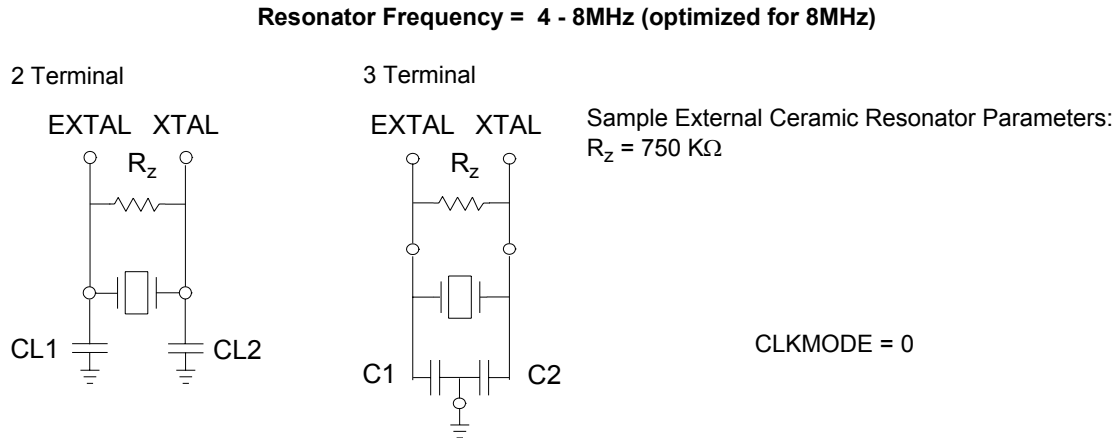 Resonator Frequency = 4 - 8MHz (optimized for 8MHz)
2 Terminal
EXTAL XTAL
Rz
CL1
CL2
3 Terminal
EXTAL XTAL
Rz
C1
C2
Sample External Ceramic Resonator Parameters:
Rz = 750 KΩ
CLKMODE = 0